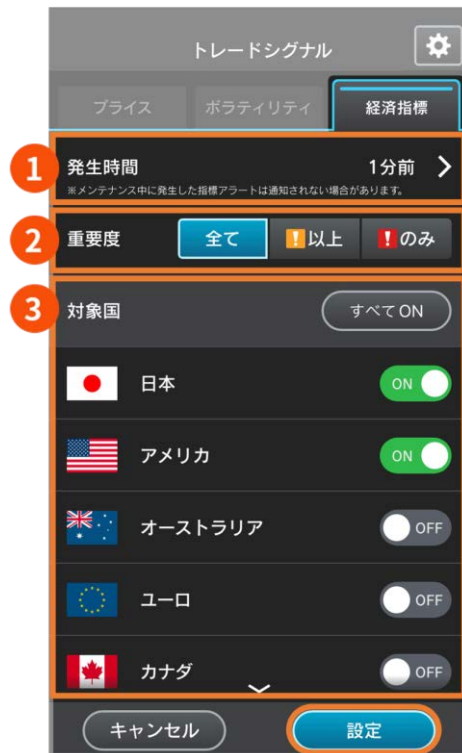 トレードシグナル
プライス ボラティリティ 経済指標
1 発生時間 1分前
※メンテナンス中に発生した指標アラートは通知されない場合があります。
2 重要度 全て !以上 !のみ
3 対象国 すべてON
日本 ON
アメリカ ON
オーストラリア OFF
ユーロ OFF
カナダ OFF
キャンセル 設定